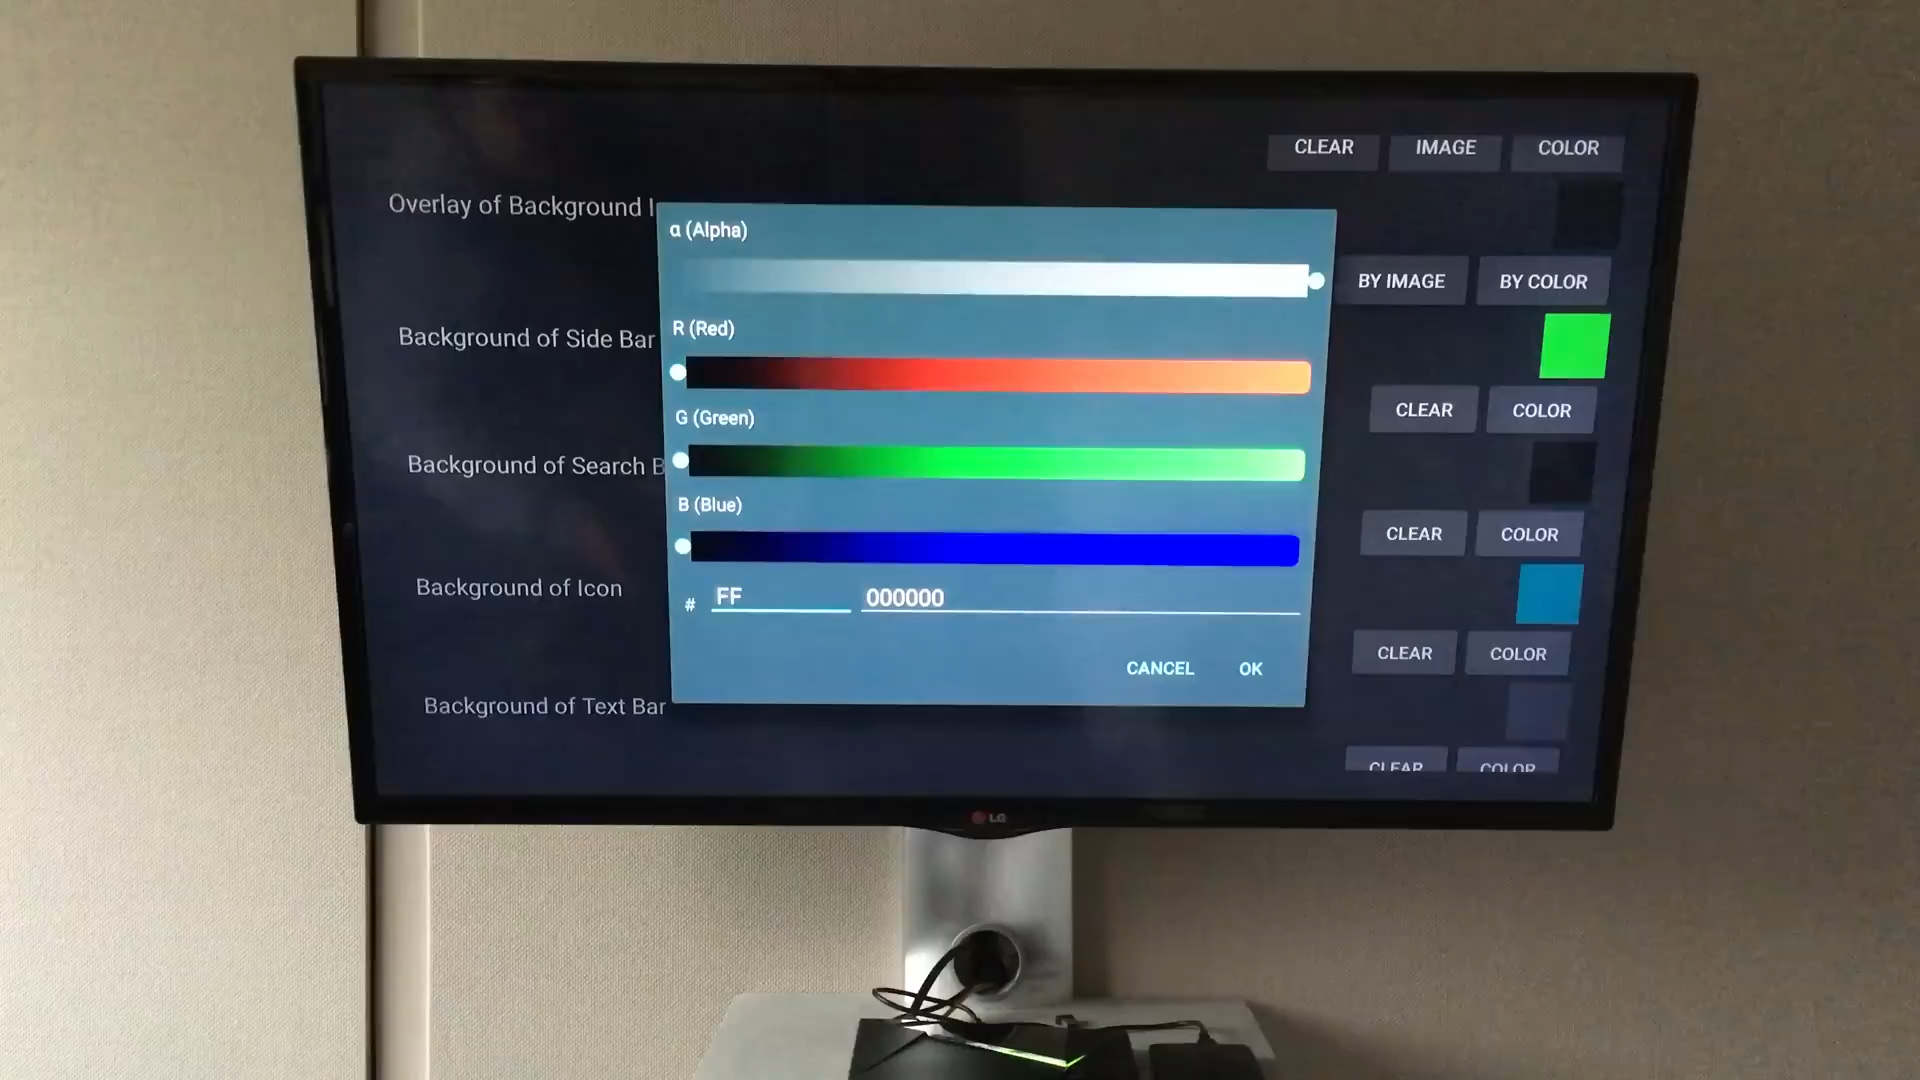 CLEAR IMAGE COLOR
Overlay of Background I
α (Alpha)
BY IMAGE BY COLOR
R (Red)
Background of Side Bar
CLEAR COLOR
G (Green)
Background of Search B
B (Blue)
CLEAR COLOR
Background of Icon
# FF 000000
CLEAR COLOR
CANCEL OK
Background of Text Bar
CLEAR COLOR
LG